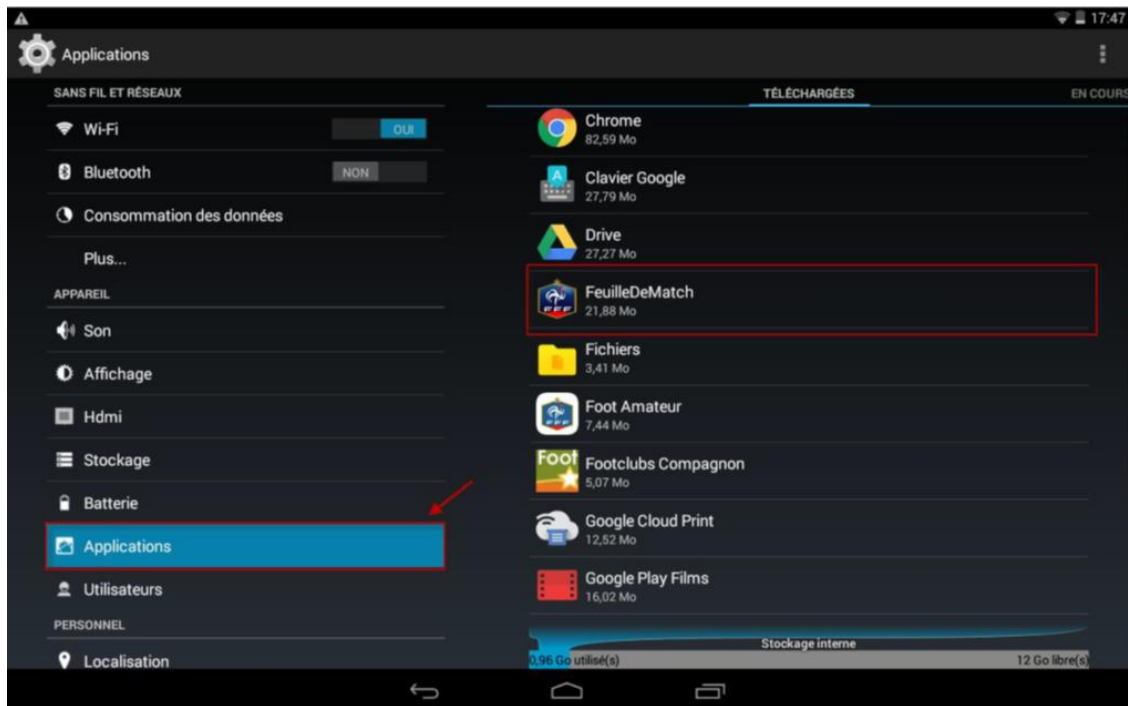 17:47
Applications
SANS FIL ET RÉSEAUX
Wi-Fi
OUI
Bluetooth
NON
Consommation des données
Plus...
APPAREIL
Son
Affichage
Hdmi
Stockage
Batterie
Applications
Utilisateurs
PERSONNEL
Localisation
TÉLÉCHARGÉES
EN COURS
Chrome
82,59 Mo
Clavier Google
27,79 Mo
Drive
27,27 Mo
FeuilleDeMatch
21,88 Mo
Fichiers
3,41 Mo
Foot Amateur
7,44 Mo
Foot
Footclubs Compagnon
5,07 Mo
Google Cloud Print
12,52 Mo
Google Play Films
16,02 Mo
Stockage interne
0,96 Go utilisé(s)
12 Go libre(s)